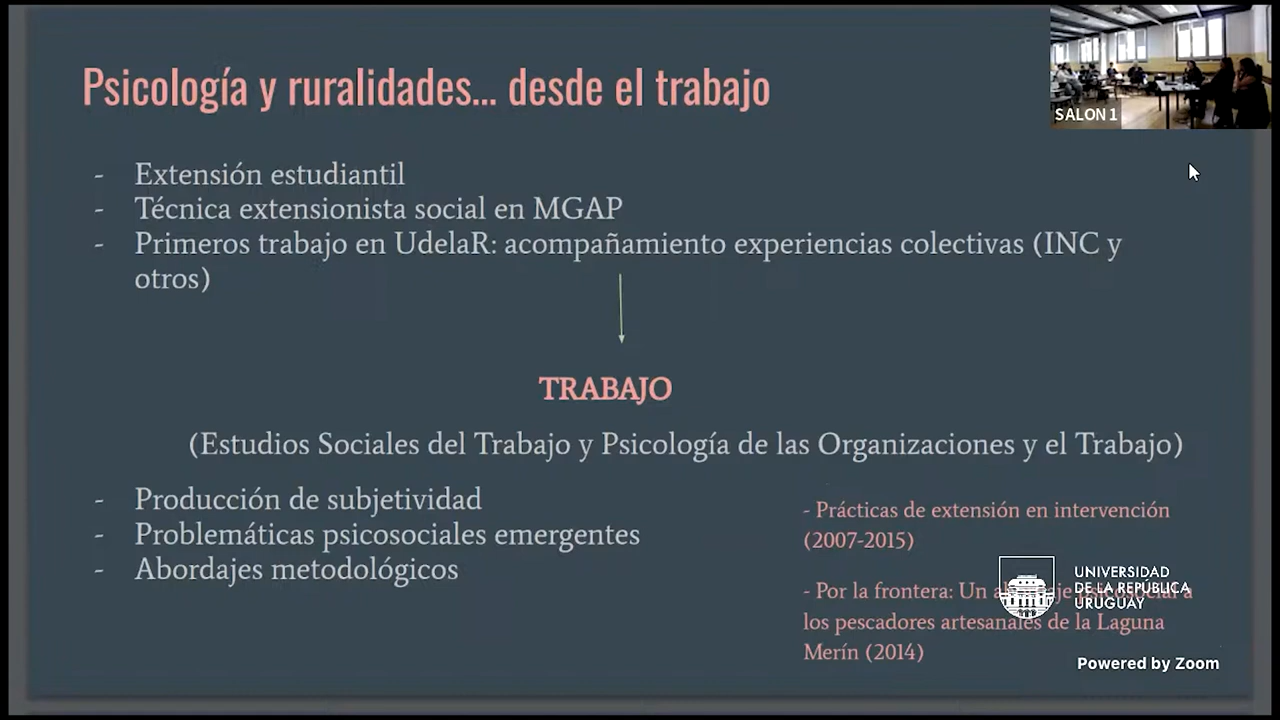 Psicología y ruralidades... desde el trabajo
SALON 1
- Extensión estudiantil
- Técnica extensionista social en MGAP
- Primeros trabajo en UdelaR: acompañamiento experiencias colectivas (INC y
otros)
TRABAJO
(Estudios Sociales del Trabajo y Psicología de las Organizaciones y el Trabajo)
- Producción de subjetividad
- Problemáticas psicosociales emergentes
- Abordajes metodológicos
- Prácticas de extensión en intervención
(2007-2015)
- Por la frontera: Un a
los pescadores artesanales de la Laguna
Merín (2014)
UNIVERSIDAD
DE LA REPÚBLICA
URUGUAY
Powered by Zoom